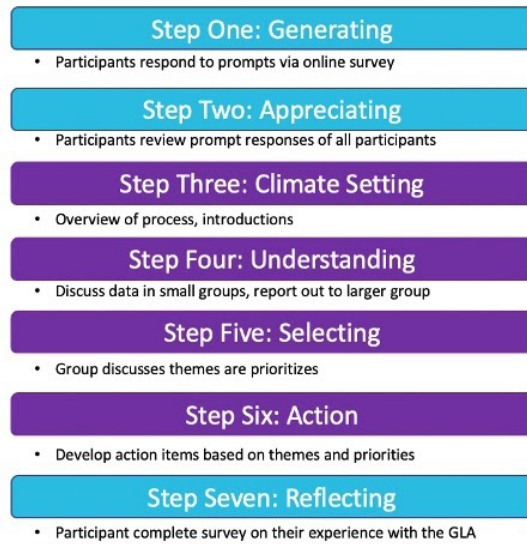 Step One: Generating
• Participants respond to prompts via online survey
Step Two: Appreciating
• Participants review prompt responses of all participants
Step Three: Climate Setting
• Overview of process, introductions
Step Four: Understanding
• Discuss data in small groups, report out to larger group
Step Five: Selecting
• Group discusses themes are prioritizes
Step Six: Action
• Develop action items based on themes and priorities
Step Seven: Reflecting
• Participant complete survey on their experience with the GLA